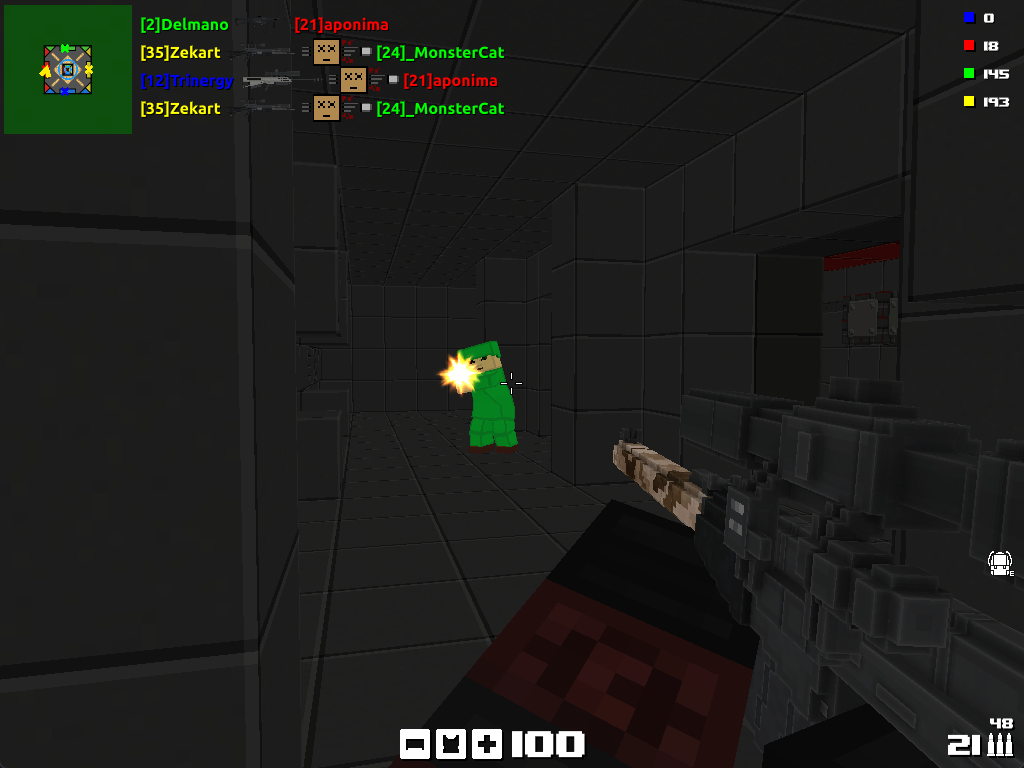 [2]Delmano [21]aponima
[35]Zekart [24]_MonsterCat
[12]Trinergy [21]aponima
[35]Zekart [24]_MonsterCat
0
18
145
193
E
100
48
21